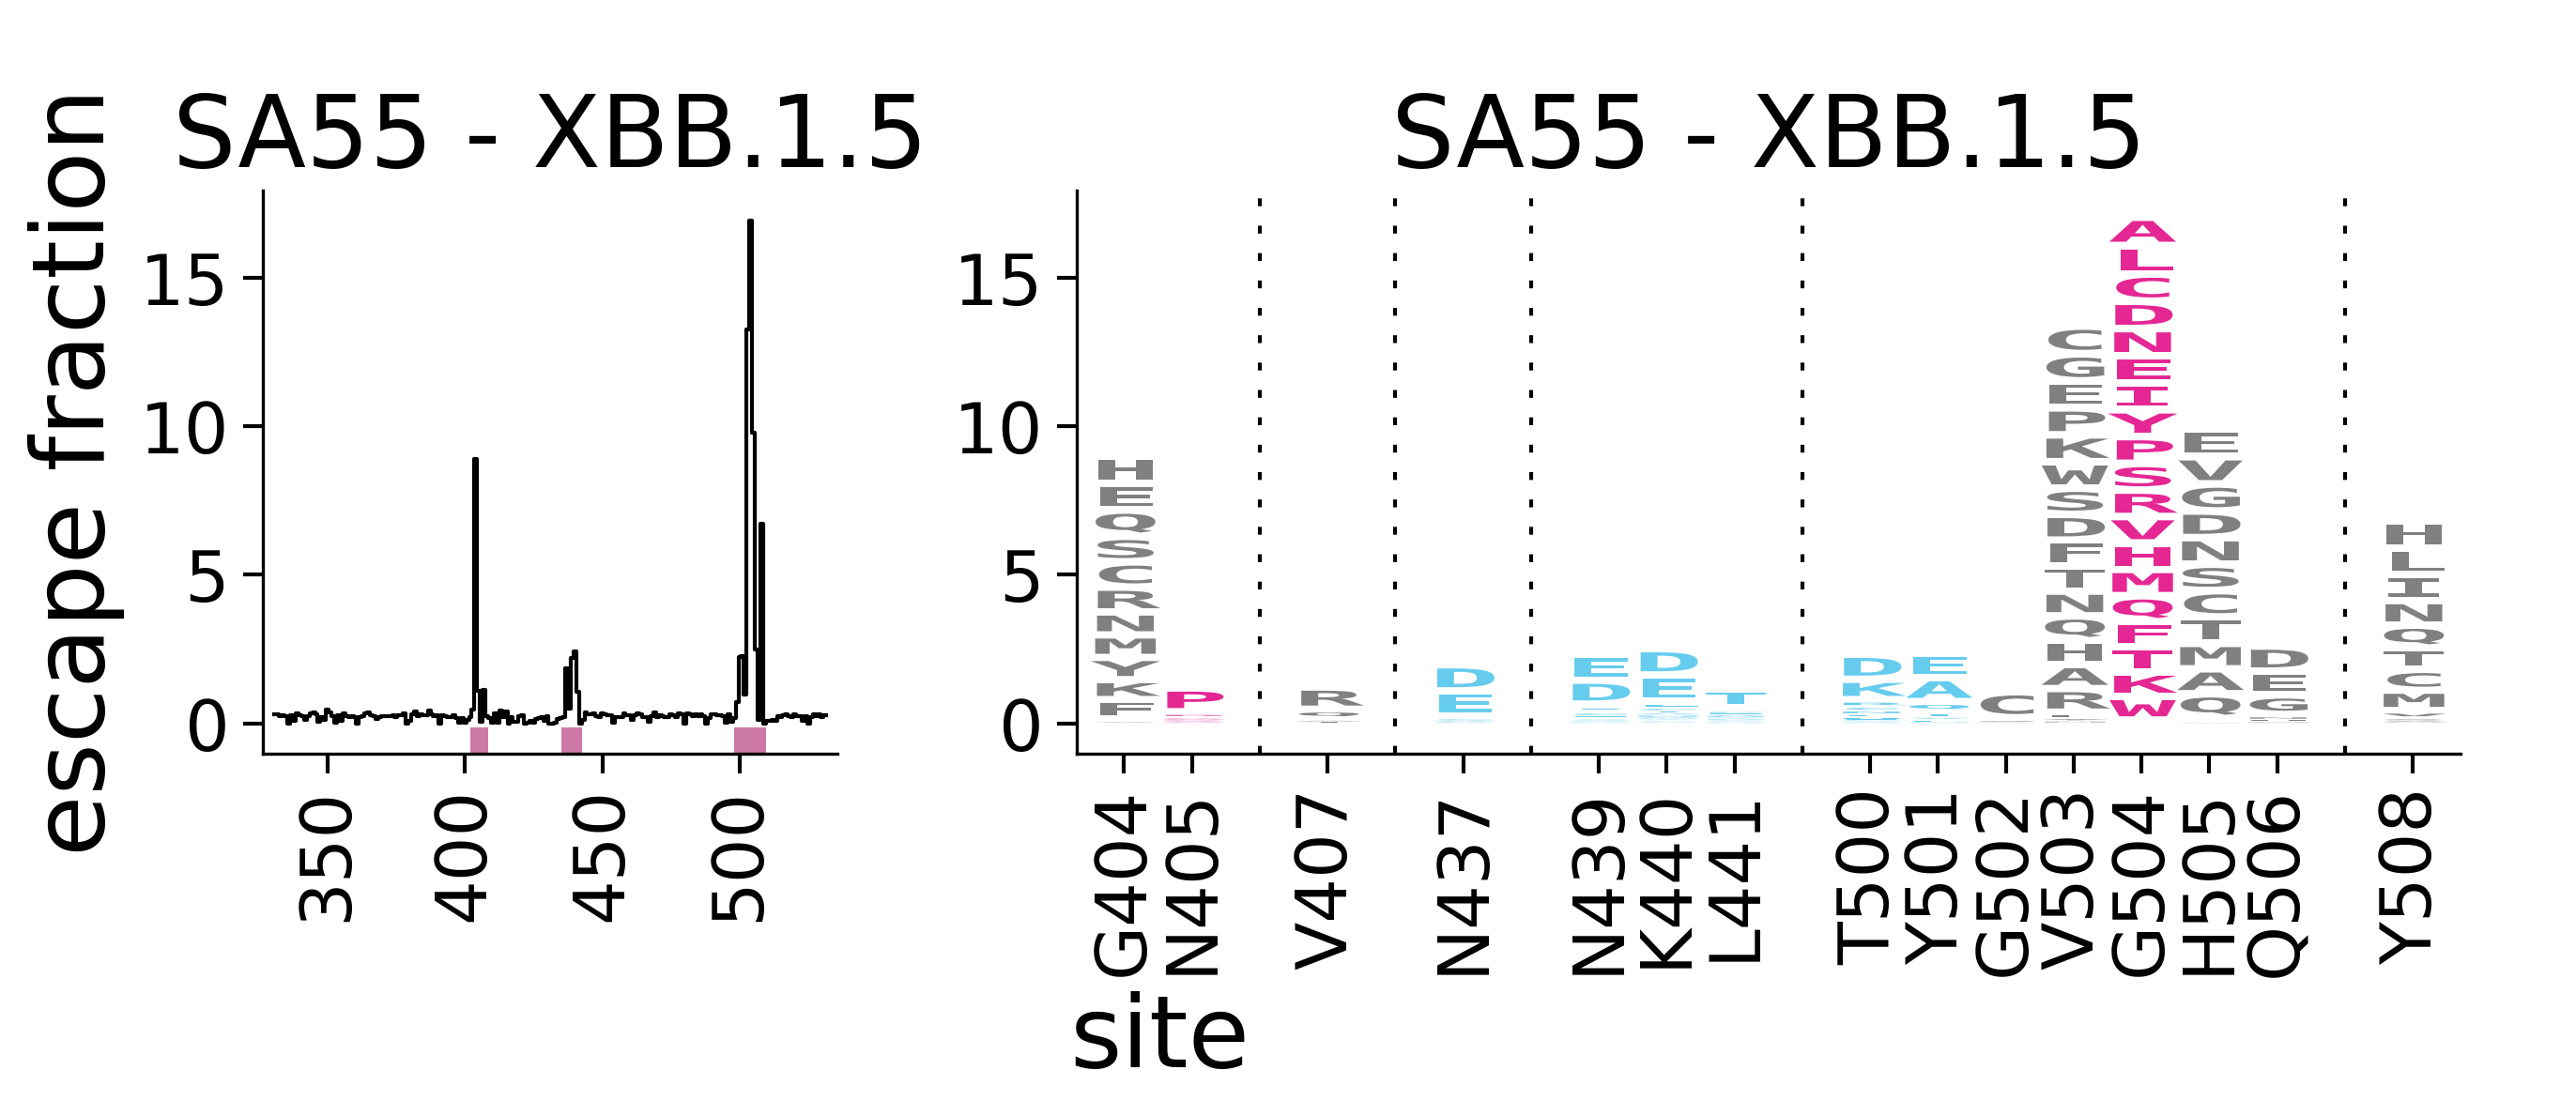 SA55 - XBB.1.5
SA55 - XBB.1.5
escape fraction
15
10
5
0
350
400
450
500
15
10
5
0
H
E
Q
S
C
R
N
M
Y
K
F
P
R
D
E
E
D
D
E
T
D
K
E
A
C
C
G
E
P
K
W
S
D
F
T
N
Q
H
A
R
A
L
C
D
N
E
I
Y
P
S
R
V
H
M
Q
F
T
K
W
E
V
G
D
N
S
C
T
M
A
Q
D
E
G
H
L
I
N
Q
T
C
M
G404
N405
V407
N437
N439
K440
L441
T500
Y501
G502
V503
G504
H505
Q506
Y508
site